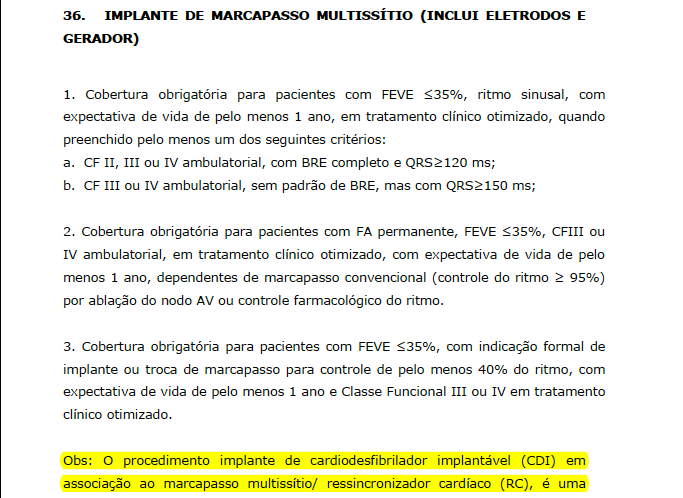 36. IMPLANTE DE MARCAPASSO MULTISSÍTIO (INCLUI ELETRODOS E
GERADOR)
1. Cobertura obrigatória para pacientes com FEVE ≤35%, ritmo sinusal, com
expectativa de vida de pelo menos 1 ano, em tratamento clínico otimizado, quando
preenchido pelo menos um dos seguintes critérios:
a. CF II, III ou IV ambulatorial, com BRE completo e QRS≥120 ms;
b. CF III ou IV ambulatorial, sem padrão de BRE, mas com QRS≥150 ms;
2. Cobertura obrigatória para pacientes com FA permanente, FEVE ≤35%, CFIII ou
IV ambulatorial, em tratamento clínico otimizado, com expectativa de vida de pelo
menos 1 ano, dependentes de marcapasso convencional (controle do ritmo ≥ 95%)
por ablação do nodo AV ou controle farmacológico do ritmo.
3. Cobertura obrigatória para pacientes com FEVE ≤35%, com indicação formal de
implante ou troca de marcapasso para controle de pelo menos 40% do ritmo, com
expectativa de vida de pelo menos 1 ano e Classe Funcional III ou IV em tratamento
clínico otimizado.
Obs: O procedimento implante de cardiodesfibrilador implantável (CDI) em
associação ao marcapasso multissítio/ ressincronizador cardíaco (RC), é uma